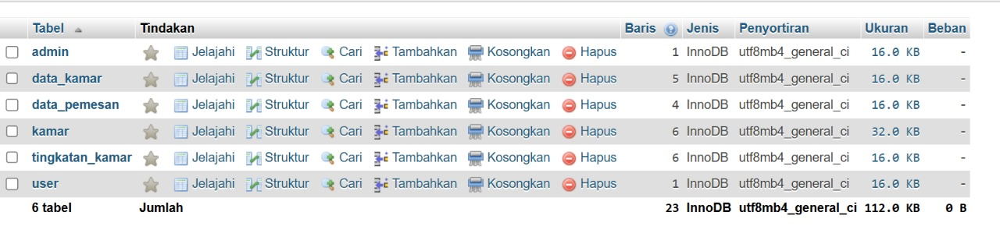 Tabel Tindakan Baris Jenis Penyortiran Ukuran Beban
admin Jelajahi Struktur Cari Tambahkan Kosongkan Hapus 1 InnoDB utf8mb4_general_ci 16.0 KB -
data_kamar Jelajahi Struktur Cari Tambahkan Kosongkan Hapus 5 InnoDB utf8mb4_general_ci 16.0 KB -
data_pemesan Jelajahi Struktur Cari Tambahkan Kosongkan Hapus 4 InnoDB utf8mb4_general_ci 16.0 KB -
kamar Jelajahi Struktur Cari Tambahkan Kosongkan Hapus 6 InnoDB utf8mb4_general_ci 32.0 KB -
tingkatan_kamar Jelajahi Struktur Cari Tambahkan Kosongkan Hapus 6 InnoDB utf8mb4_general_ci 16.0 KB -
user Jelajahi Struktur Cari Tambahkan Kosongkan Hapus 1 InnoDB utf8mb4_general_ci 16.0 KB -
6 tabel Jumlah 23 InnoDB utf8mb4_general_ci 112.0 KB 0 B